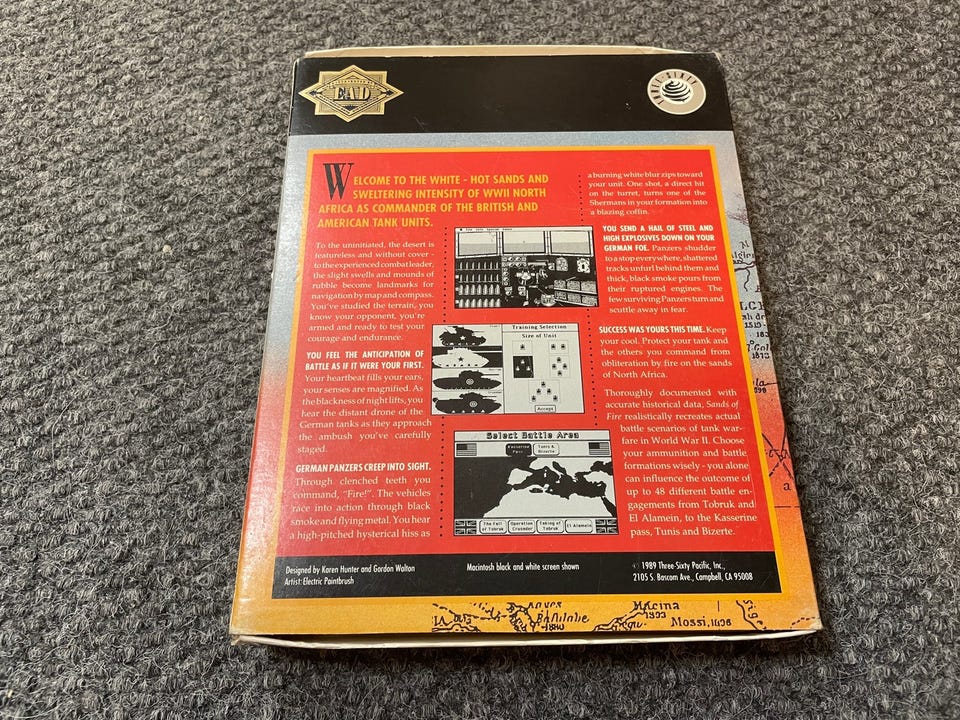 EAD
THREE-SIXTY
WELCOME TO THE WHITE - HOT SANDS AND
SWELTERING INTENSITY OF WWII NORTH
AFRICA AS COMMANDER OF THE BRITISH AND
AMERICAN TANK UNITS.
To the uninitiated, the desert is
featureless and without cover -
to the experienced combat leader,
the slight swells and mounds of
rubble become landmarks for
navigation by map and compass.
You've studied the terrain, you
know your opponent, you're
armed and ready to test your
courage and endurance.
YOU FEEL THE ANTICIPATION OF
BATTLE AS IF IT WERE YOUR FIRST.
Your heartbeat fills your ears,
your senses are magnified. As
the blackness of night lifts, you
hear the distant drone of the
German tanks as they approach
the ambush you've carefully
staged.
GERMAN PANZERS CREEP INTO SIGHT.
Through clenched teeth you
command, "Fire!". The vehicles
race into action through black
smoke and flying metal. You hear
a high-pitched hysterical hiss as
a burning white blur zips toward
your unit. One shot, a direct hit
on the turret, turns one of the
Shermans in your formation into
a blazing coffin.
YOU SEND A HAIL OF STEEL AND
HIGH EXPLOSIVES DOWN ON YOUR
GERMAN FOE. Panzers shudder
to a stop everywhere, shattered
tracks unfurl behind them and
thick, black smoke pours from
their ruptured engines. The
few surviving Panzers turn and
scuttle away in fear.
SUCCESS WAS YOURS THIS TIME. Keep
your cool. Protect your tank and
the others you command from
obliteration by fire on the sands
of North Africa.
Thoroughly documented with
accurate historical data, Sands of
Fire realistically recreates actual
battle scenarios of tank war-
fare in World War II. Choose
your ammunition and battle
formations wisely - you alone
can influence the outcome of
up to 48 different battle en-
gagements from Tobruk and
El Alamein, to the Kasserine
pass, Tunis and Bizerte.
Training Selection
Size of Unit
Accept
Select Battle Area
Kasserine
Pass
Tunis &
Bizerte
The Fall
of Tobruk
Operation
Crusader
Taking of
Tobruk
El Alamein
Designed by Karen Hunter and Gordon Walton
Artist: Electric Paintbrush
Macintosh black and white screen shown
© 1989 Three-Sixty Pacific, Inc.,
2105 S. Bascom Ave., Campbell, CA 95008
Bafilabe
1880
Macina
1393
Mossi, 1896